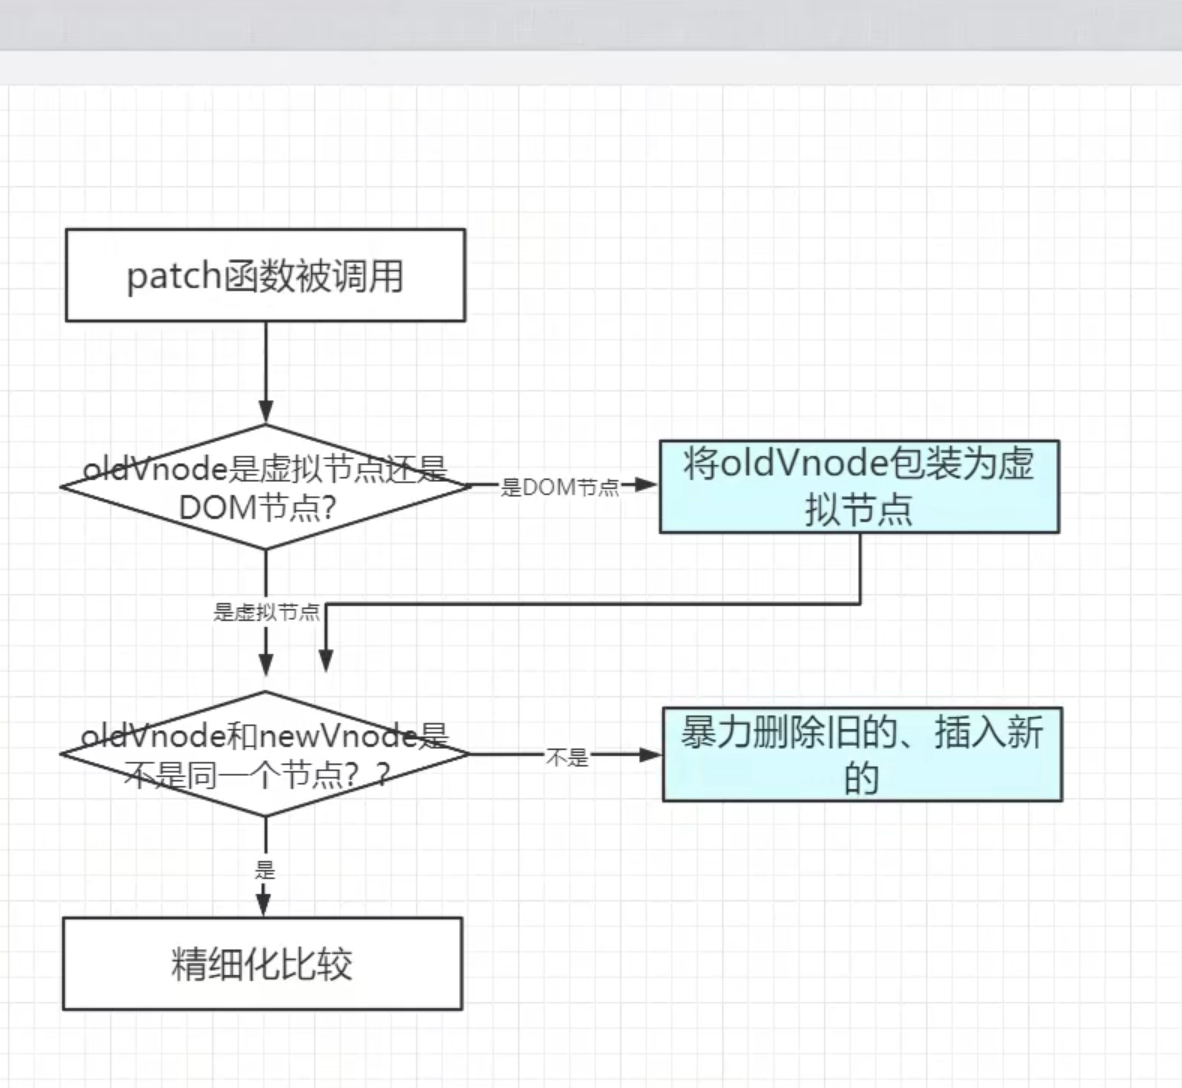 patch函数被调用
oldVnode是虚拟节点还是
DOM节点?
是DOM节点
将oldVnode包装为虚
拟节点
是虚拟节点
oldVnode和newVnode是
不是同一个节点？？
不是
暴力删除旧的、插入新
的
是
精细化比较